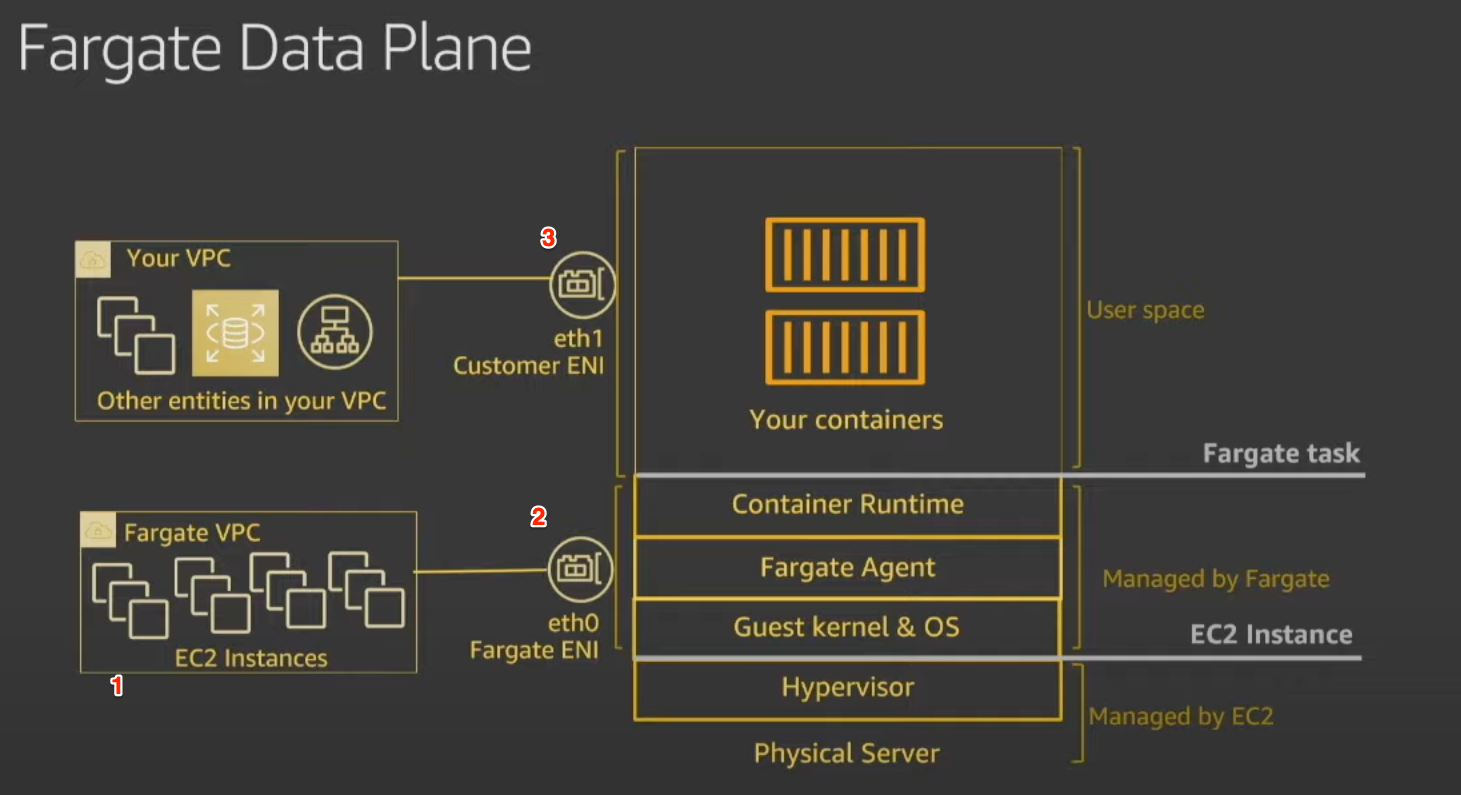 Fargate Data Plane
Your VPC
Other entities in your VPC
3
eth1
Customer ENI
Your containers
User space
Fargate task
1
Fargate VPC
EC2 Instances
2
eth0
Fargate ENI
Container Runtime
Fargate Agent
Guest kernel & OS
Managed by Fargate
EC2 Instance
Hypervisor
Managed by EC2
Physical Server